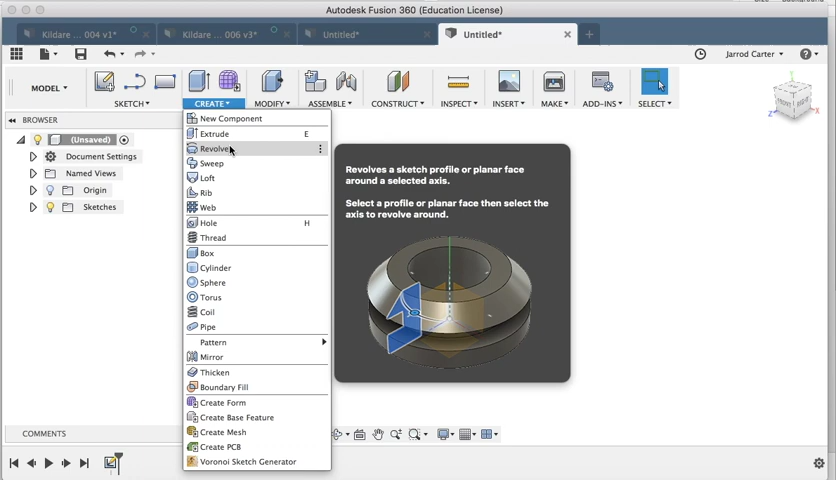 Autodesk Fusion 360 (Education License)
Kildare ... 004 v1*
Kildare ... 006 v3*
Untitled*
Untitled*
Jarrod Carter
MODEL
SKETCH
CREATE
MODIFY
ASSEMBLE
CONSTRUCT
INSPECT
INSERT
MAKE
ADD-INS
SELECT
BROWSER
(Unsaved)
Document Settings
Named Views
Origin
Sketches
New Component
Extrude E
Revolve
Sweep
Loft
Rib
Web
Hole H
Thread
Box
Cylinder
Sphere
Torus
Coil
Pipe
Pattern
Mirror
Thicken
Boundary Fill
Create Form
Create Base Feature
Create Mesh
Create PCB
Voronoi Sketch Generator
Revolves a sketch profile or planar face
around a selected axis.
Select a profile or planar face then select the
axis to revolve around.
COMMENTS